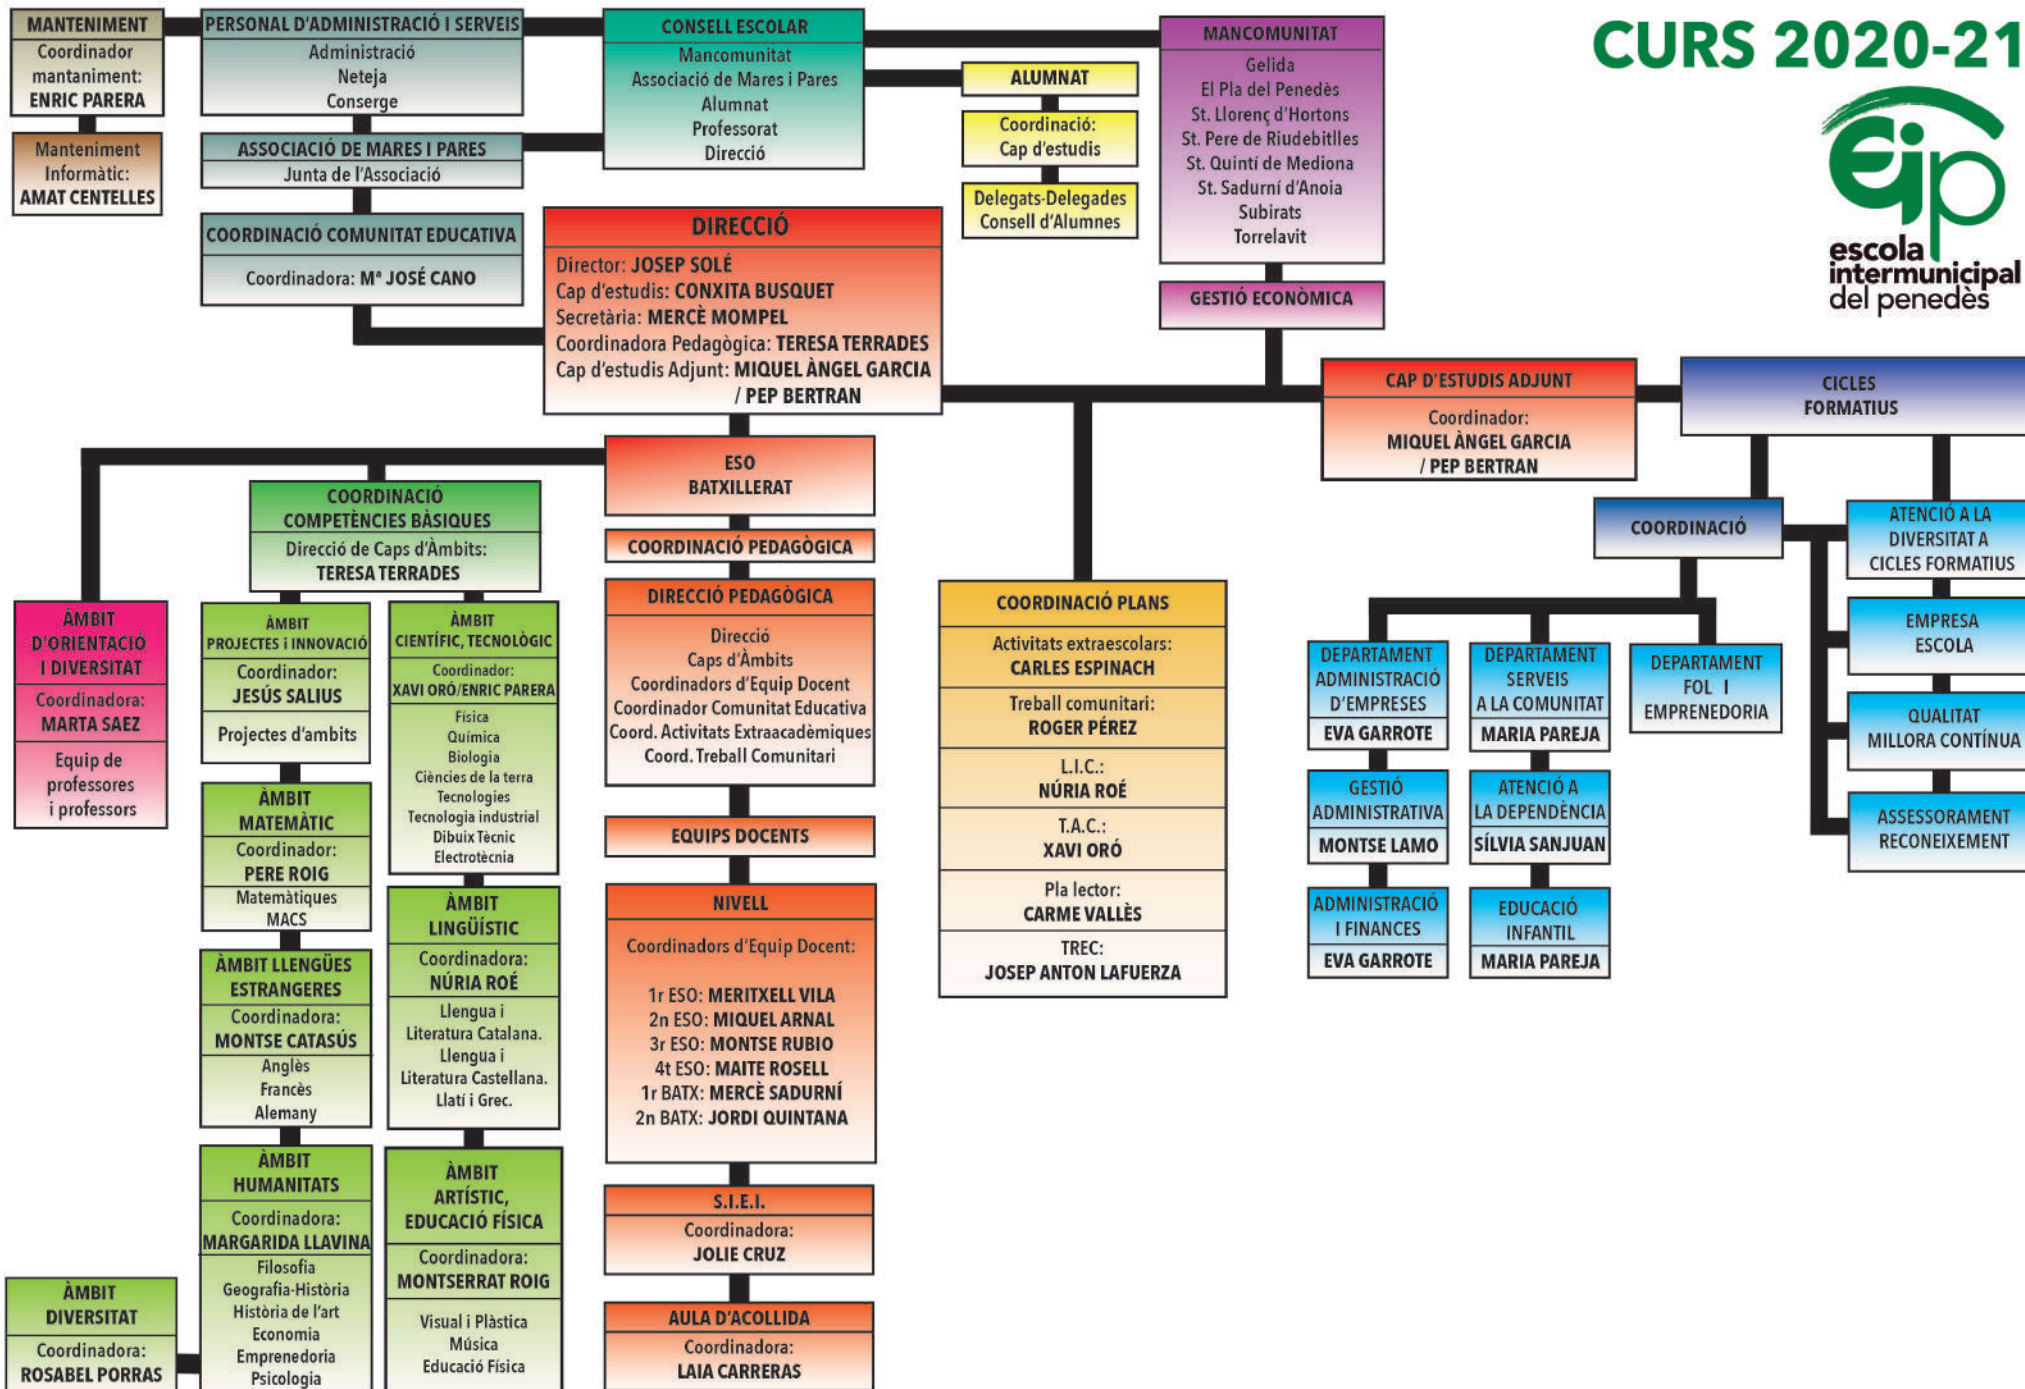 CURS 2020-21
escola
intermunicipal
del penedès
MANTENIMENT
Coordinador
mantaniment:
ENRIC PARERA
Manteniment
Informàtic:
AMAT CENTELLES
PERSONAL D'ADMINISTRACIÓ I SERVEIS
Administració
Neteja
Conserge
ASSOCIACIÓ DE MARES I PARES
Junta de l'Associació
COORDINACIÓ COMUNITAT EDUCATIVA
Coordinadora: Mª JOSÉ CANO
CONSELL ESCOLAR
Mancomunitat
Associació de Mares i Pares
Alumnat
Professorat
Direcció
ALUMNAT
Coordinació:
Cap d'estudis
Delegats-Delegades
Consell d'Alumnes
MANCOMUNITAT
Gelida
El Pla del Penedès
St. Llorenç d'Hortons
St. Pere de Riudebitlles
St. Quintí de Mediona
St. Sadurní d'Anoia
Subirats
Torrelavit
GESTIÓ ECONÒMICA
DIRECCIÓ
Director: JOSEP SOLÉ
Cap d'estudis: CONXITA BUSQUET
Secretària: MERCÈ MOMPEL
Coordinadora Pedagògica: TERESA TERRADES
Cap d'estudis Adjunt: MIQUEL ÀNGEL GARCIA
/ PEP BERTRAN
CAP D'ESTUDIS ADJUNT
Coordinador:
MIQUEL ÀNGEL GARCIA
/ PEP BERTRAN
CICLES
FORMATIUS
ESO
BATXILLERAT
COORDINACIÓ
COMPETÈNCIES BÀSIQUES
Direcció de Caps d'Àmbits:
TERESA TERRADES
ÀMBIT
D'ORIENTACIÓ
I DIVERSITAT
Coordinadora:
MARTA SAEZ
Equip de
professores
i professors
ÀMBIT
PROJECTES i INNOVACIÓ
Coordinador:
JESÚS SALIUS
Projectes d'ambits
ÀMBIT
MATEMÀTIC
Coordinador:
PERE ROIG
Matemàtiques
MACS
ÀMBIT LLENGÜES
ESTRANGERES
Coordinadora:
MONTSE CATASÚS
Anglès
Francès
Alemany
ÀMBIT
HUMANITATS
Coordinadora:
MARGARIDA LLAVINA
Filosofia
Geografia-Història
Història de l'art
Economia
Emprenedoria
Psicologia
ÀMBIT
DIVERSITAT
Coordinadora:
ROSABEL PORRAS
ÀMBIT
CIENTÍFIC, TECNOLÒGIC
Coordinador:
XAVI ORÓ/ENRIC PARERA
Física
Química
Biologia
Ciències de la terra
Tecnologies
Tecnologia industrial
Dibuix Tècnic
Electrotècnia
ÀMBIT
LINGÜÍSTIC
Coordinadora:
NÚRIA ROÉ
Llengua i
Literatura Catalana.
Llengua i
Literatura Castellana.
Llatí i Grec.
ÀMBIT
ARTÍSTIC,
EDUCACIÓ FÍSICA
Coordinadora:
MONTSERRAT ROIG
Visual i Plàstica
Música
Educació Física
COORDINACIÓ PEDAGÒGICA
DIRECCIÓ PEDAGÒGICA
Direcció
Caps d'Àmbits
Coordinadors d'Equip Docent
Coordinador Comunitat Educativa
Coord. Activitats Extraacadèmiques
Coord. Treball Comunitari
EQUIPS DOCENTS
NIVELL
Coordinadors d'Equip Docent:
1r ESO: MERITXELL VILA
2n ESO: MIQUEL ARNAL
3r ESO: MONTSE RUBIO
4t ESO: MAITE ROSELL
1r BATX: MERCÈ SADURNÍ
2n BATX: JORDI QUINTANA
S.I.E.I.
Coordinadora:
JOLIE CRUZ
AULA D'ACOLLIDA
Coordinadora:
LAIA CARRERAS
COORDINACIÓ PLANS
Activitats extraescolars:
CARLES ESPINACH
Treball comunitari:
ROGER PÉREZ
L.I.C.:
NÚRIA ROÉ
T.A.C.:
XAVI ORÓ
Pla lector:
CARME VALLÈS
TREC:
JOSEP ANTON LAFUERZA
COORDINACIÓ
DEPARTAMENT
ADMINISTRACIÓ
D'EMPRESES
EVA GARROTE
GESTIÓ
ADMINISTRATIVA
MONTSE LAMO
ADMINISTRACIÓ
I FINANCES
EVA GARROTE
DEPARTAMENT
SERVEIS
A LA COMUNITAT
MARIA PAREJA
ATENCIÓ A
LA DEPENDÈNCIA
SÍLVIA SANJUAN
EDUCACIÓ
INFANTIL
MARIA PAREJA
DEPARTAMENT
FOL I
EMPRENEDORIA
ATENCIÓ A LA
DIVERSITAT A
CICLES FORMATIUS
EMPRESA
ESCOLA
QUALITAT
MILLORA CONTÍNUA
ASSESSORAMENT
RECONEIXEMENT